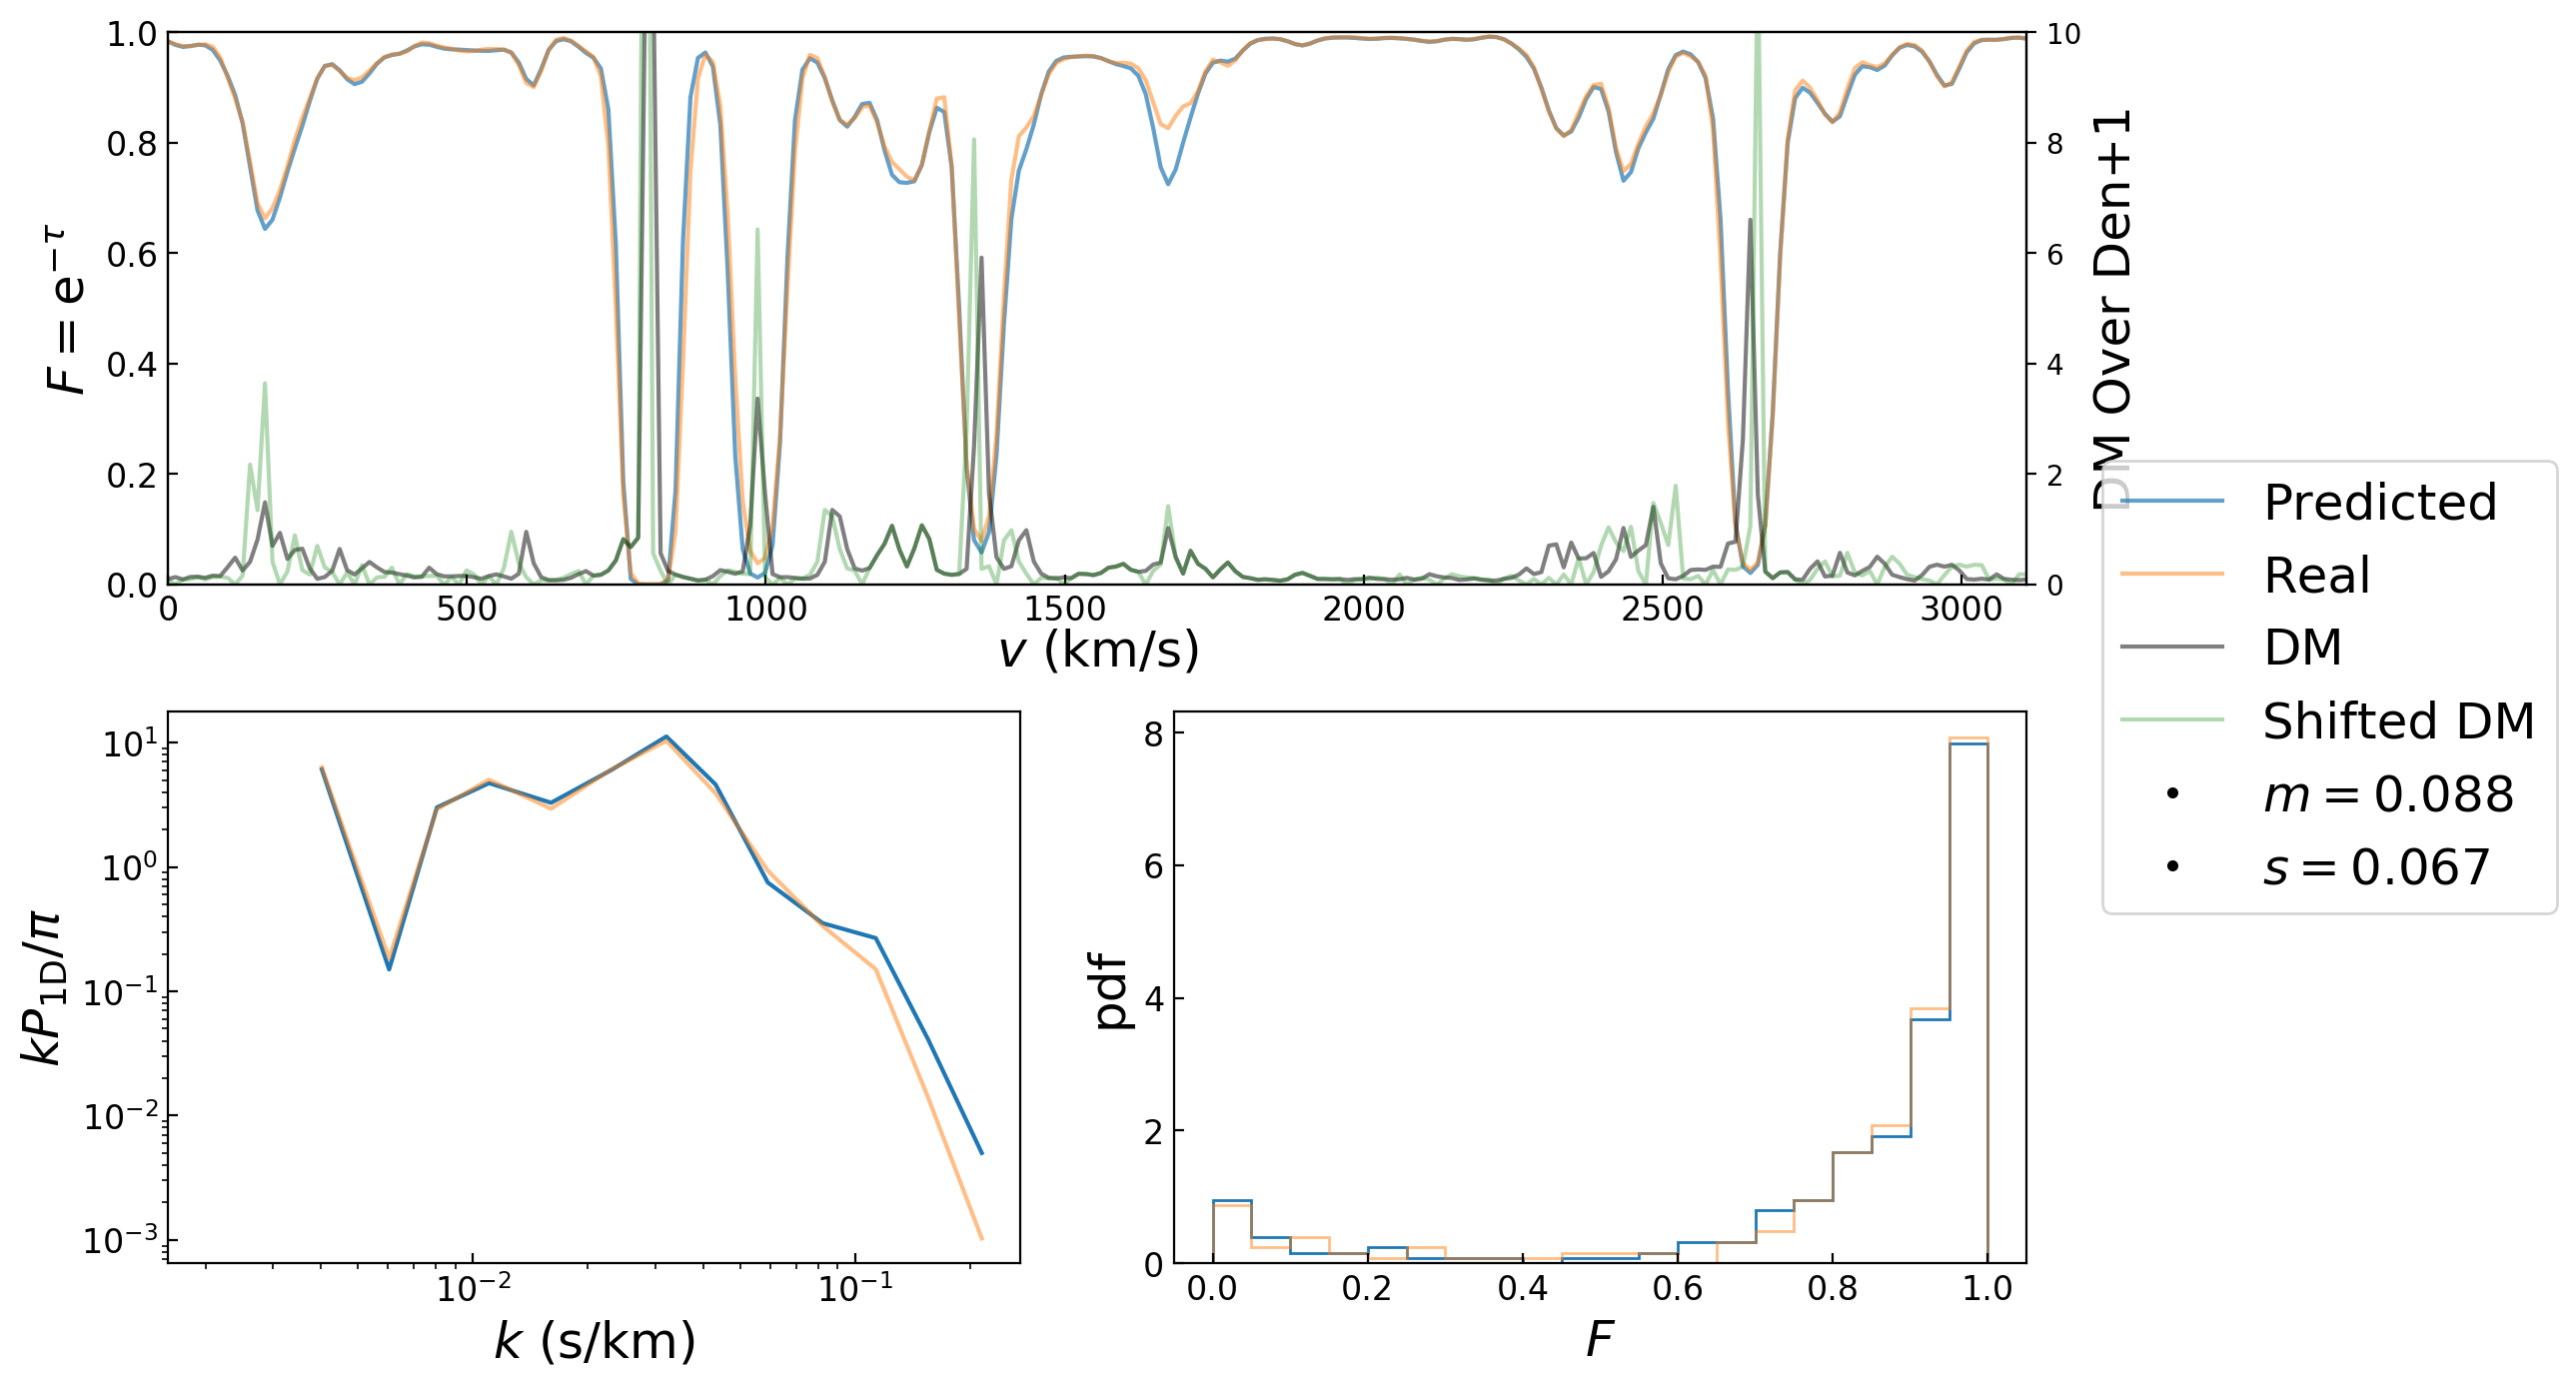 1.0
0.8
0.6
0.4
0.2
0.0
F = e^{−τ}
10
8
6
4
2
0
DM Over Den+1
0 500 1000 1500 2000 2500 3000
v (km/s)
Predicted
Real
DM
Shifted DM
m = 0.088
s = 0.067
10^1
10^0
10^{−1}
10^{−2}
10^{−3}
kP_{1D}/π
10^{−2} 10^{−1}
k (s/km)
8
6
4
2
0
pdf
0.0 0.2 0.4 0.6 0.8 1.0
F